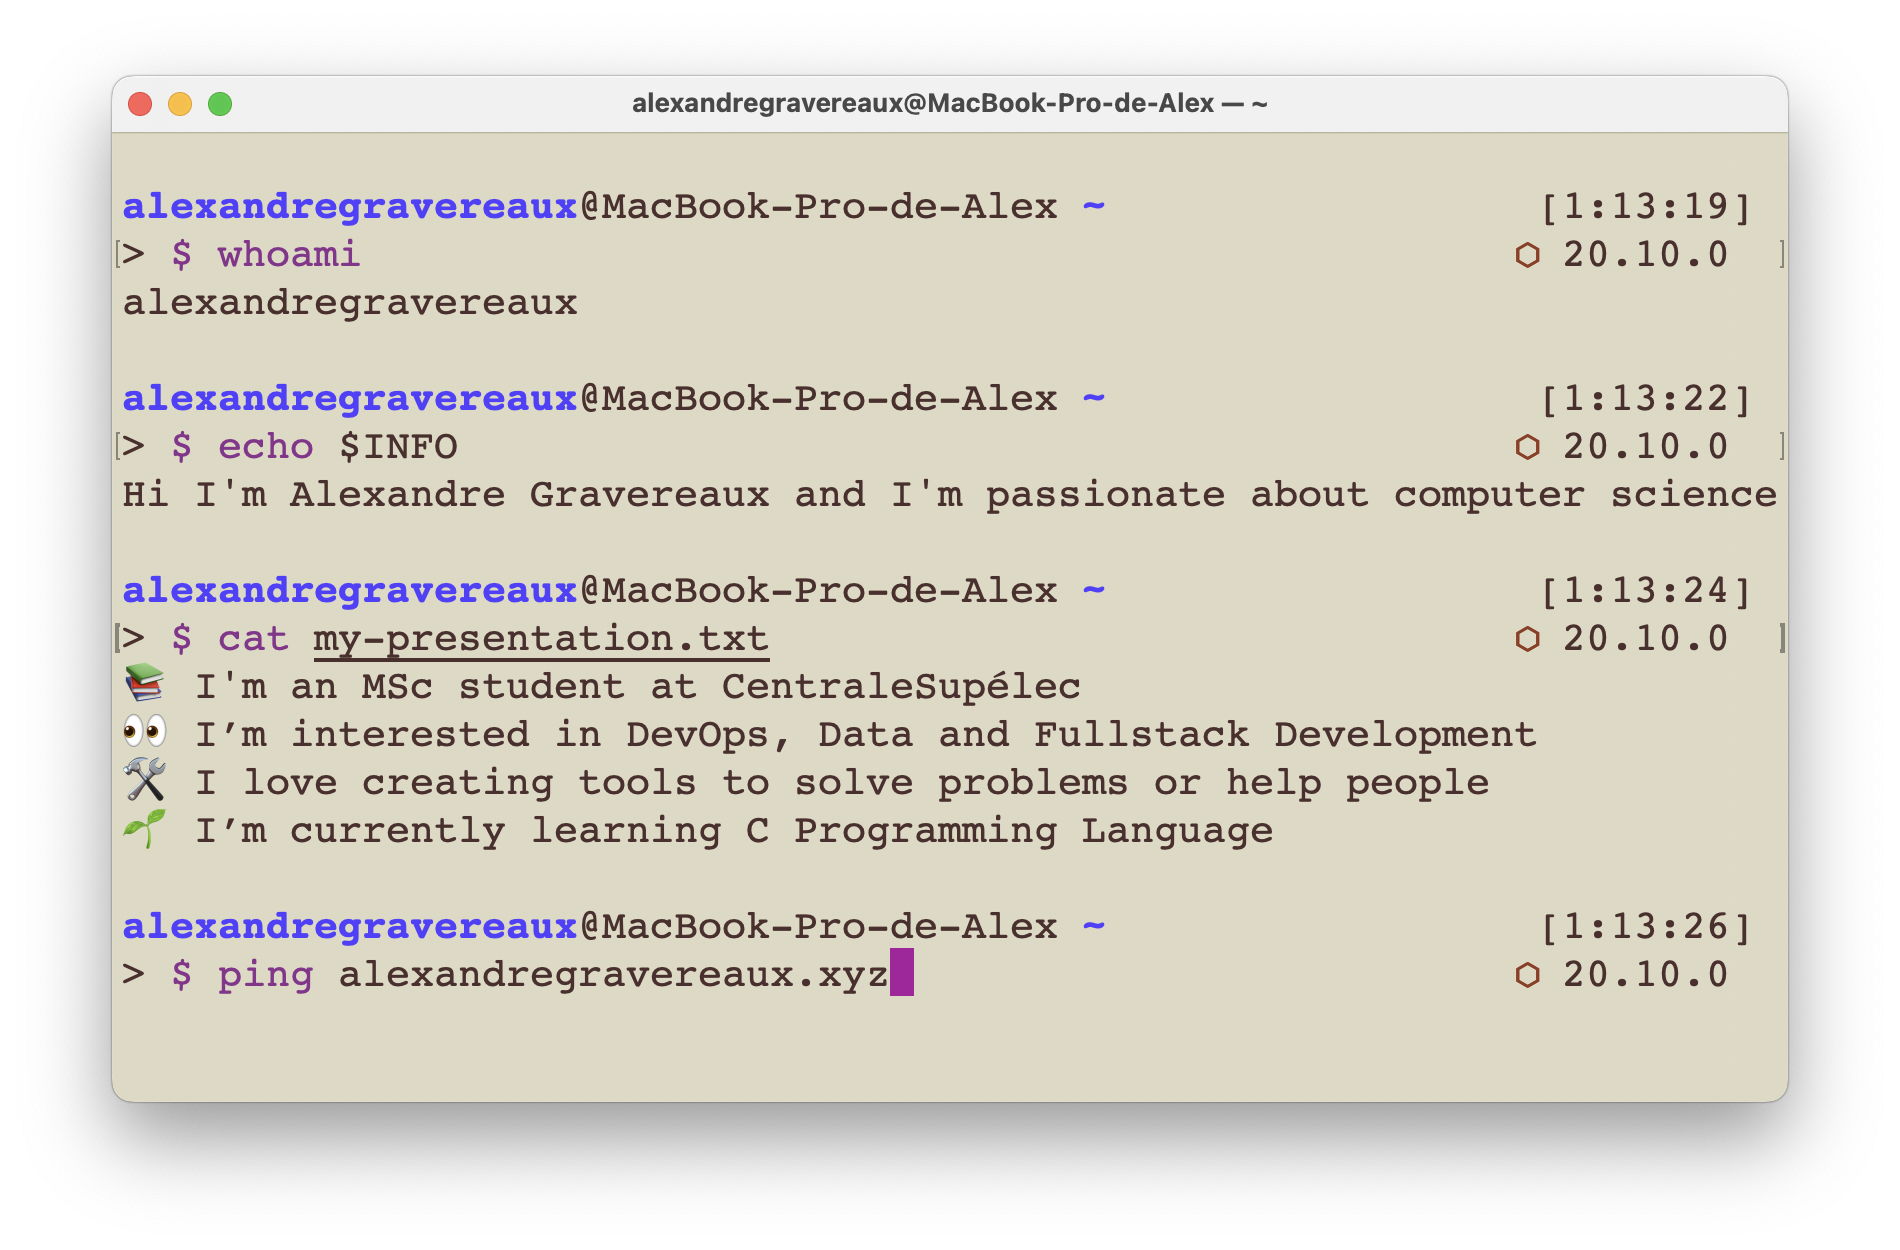 alexandregravereaux@MacBook-Pro-de-Alex — ~
alexandregravereaux@MacBook-Pro-de-Alex ~ [1:13:19]
> $ whoami ⬡ 20.10.0
alexandregravereaux
alexandregravereaux@MacBook-Pro-de-Alex ~ [1:13:22]
> $ echo $INFO ⬡ 20.10.0
Hi I'm Alexandre Gravereaux and I'm passionate about computer science
alexandregravereaux@MacBook-Pro-de-Alex ~ [1:13:24]
> $ cat my-presentation.txt ⬡ 20.10.0
📚 I'm an MSc student at CentraleSupélec
👀 I’m interested in DevOps, Data and Fullstack Development
🛠 I love creating tools to solve problems or help people
🌱 I’m currently learning C Programming Language
alexandregravereaux@MacBook-Pro-de-Alex ~ [1:13:26]
> $ ping alexandregravereaux.xyz ⬡ 20.10.0